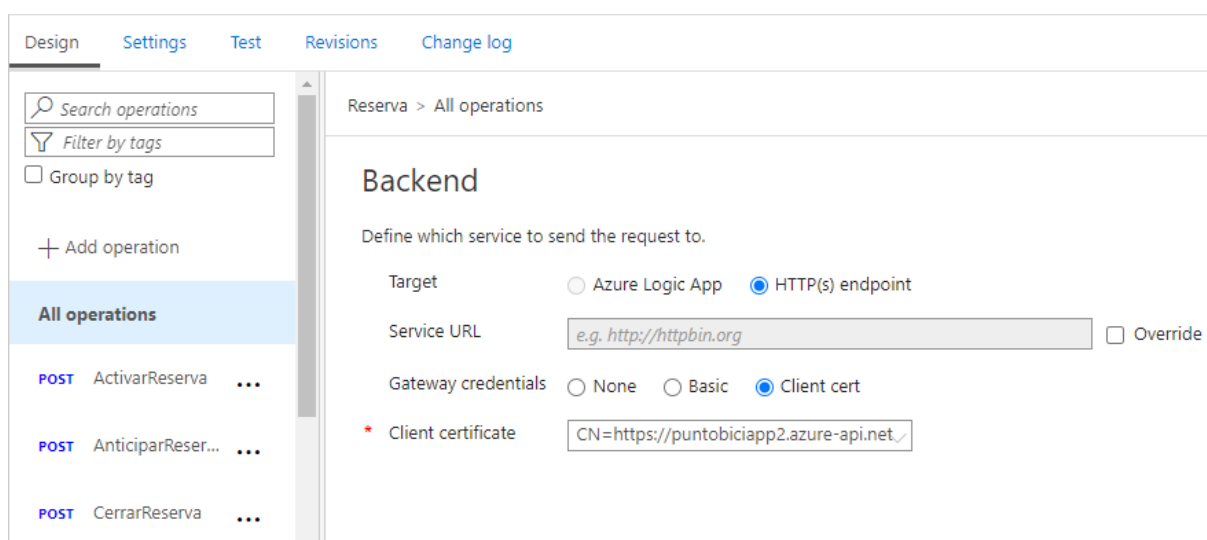 Design Settings Test Revisions Change log
Search operations
Filter by tags
Group by tag
Add operation
All operations
POST ActivarReserva ...
POST AnticiparReser... ...
POST CerrarReserva ...
Reserva > All operations
Backend
Define which service to send the request to.
Target Azure Logic App HTTP(s) endpoint
Service URL e.g. http://httpbin.org Override
Gateway credentials None Basic Client cert
* Client certificate CN=https://puntobiciapp2.azure-api.net